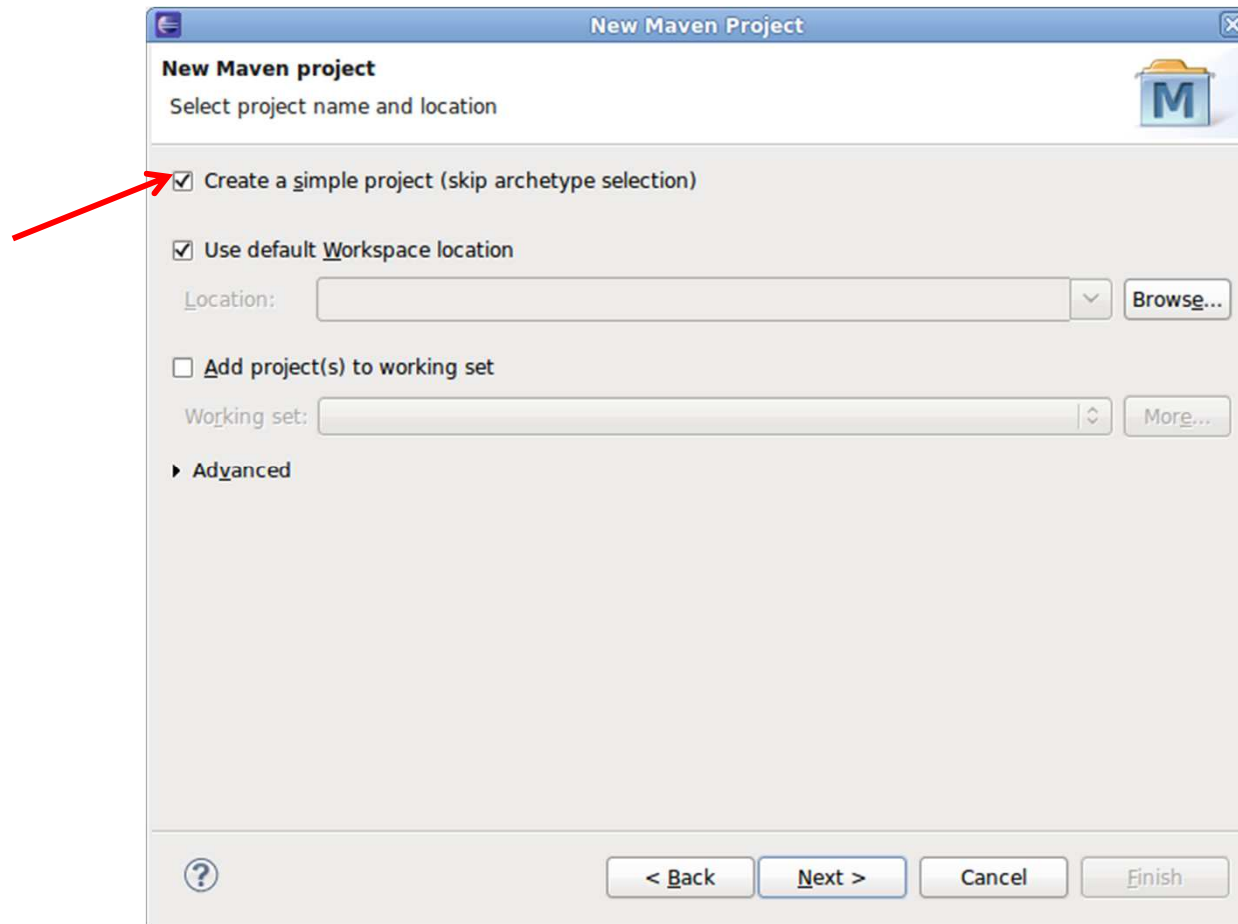 New Maven Project
New Maven project
Select project name and location
M
Create a simple project (skip archetype selection)
Use default Workspace location
Location:
Browse...
Add project(s) to working set
Working set:
More...
Advanced
?
< Back
Next >
Cancel
Finish